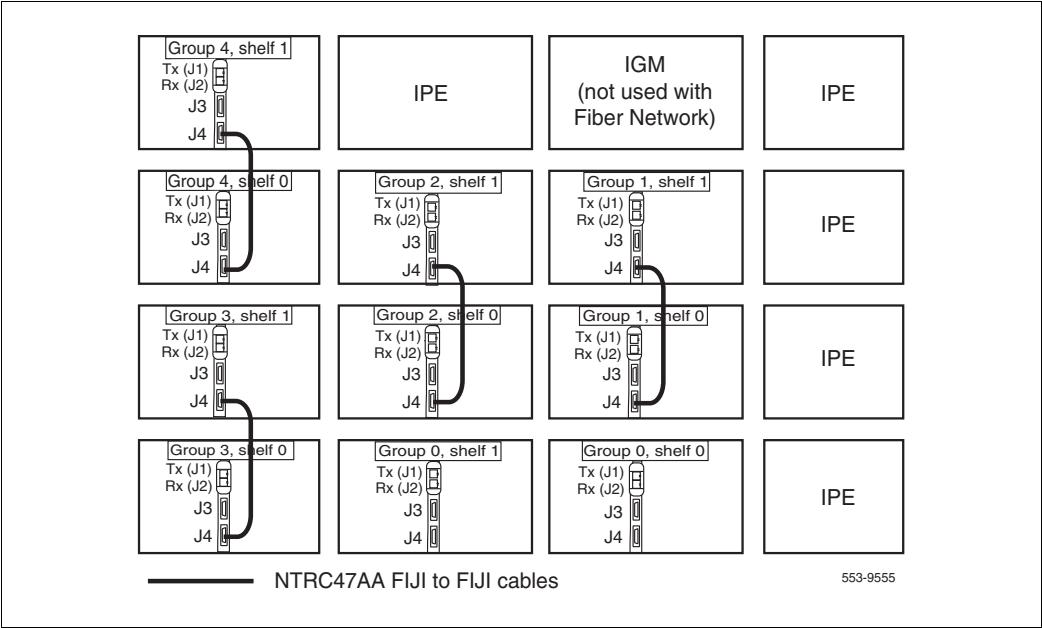 Group 4, shelf 1
Tx (J1)
Rx (J2)
J3
J4
IPE
IGM
(not used with
Fiber Network)
IPE
Group 4, shelf 0
Tx (J1)
Rx (J2)
J3
J4
Group 2, shelf 1
Tx (J1)
Rx (J2)
J3
J4
Group 1, shelf 1
Tx (J1)
Rx (J2)
J3
J4
IPE
Group 3, shelf 1
Tx (J1)
Rx (J2)
J3
J4
Group 2, shelf 0
Tx (J1)
Rx (J2)
J3
J4
Group 1, shelf 0
Tx (J1)
Rx (J2)
J3
J4
IPE
Group 3, shelf 0
Tx (J1)
Rx (J2)
J3
J4
Group 0, shelf 1
Tx (J1)
Rx (J2)
J3
J4
Group 0, shelf 0
Tx (J1)
Rx (J2)
J3
J4
IPE
NTRC47AA FIJI to FIJI cables
553-9555